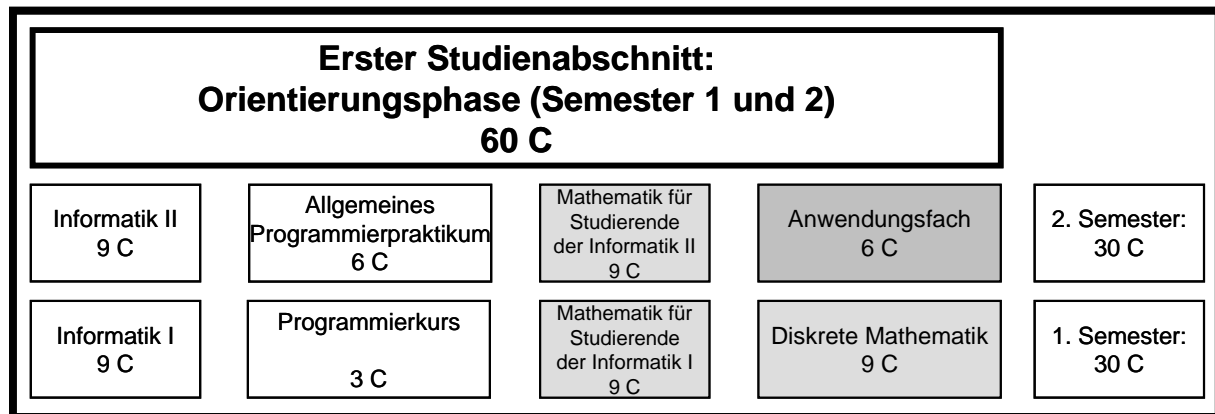 Erster Studienabschnitt:
Orientierungsphase (Semester 1 und 2)
60 C
Informatik II
9 C
Allgemeines
Programmierpraktikum
6 C
Mathematik für
Studierende
der Informatik II
9 C
Anwendungsfach
6 C
2. Semester:
30 C
Informatik I
9 C
Programmierkurs
3 C
Mathematik für
Studierende
der Informatik I
9 C
Diskrete Mathematik
9 C
1. Semester:
30 C